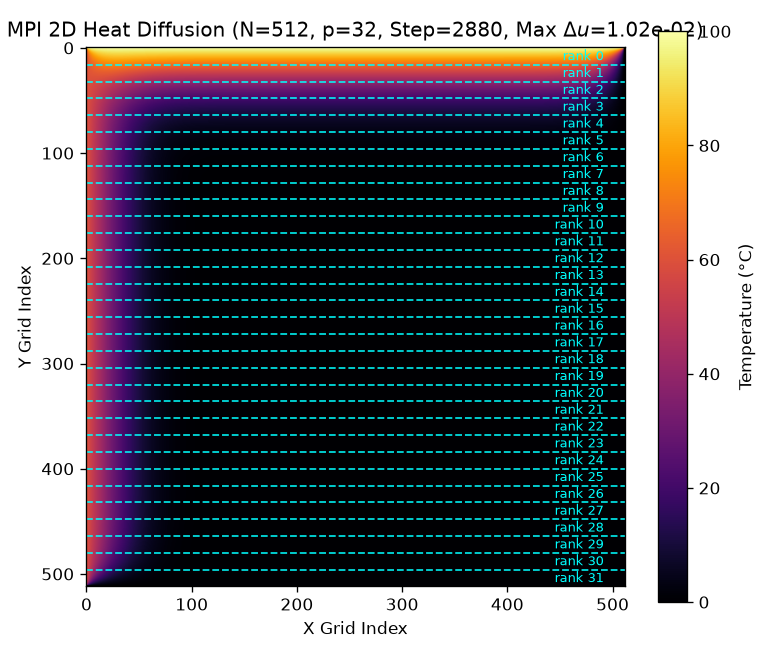 MPI 2D Heat Diffusion (N=512, p=32, Step=2880, Max Δu=1.02e-02)
0
100
200
300
400
500
0
100
200
300
400
500
Y Grid Index
X Grid Index
rank 0
rank 1
rank 2
rank 3
rank 4
rank 5
rank 6
rank 7
rank 8
rank 9
rank 10
rank 11
rank 12
rank 13
rank 14
rank 15
rank 16
rank 17
rank 18
rank 19
rank 20
rank 21
rank 22
rank 23
rank 24
rank 25
rank 26
rank 27
rank 28
rank 29
rank 30
rank 31
100
80
60
40
20
0
Temperature (°C)